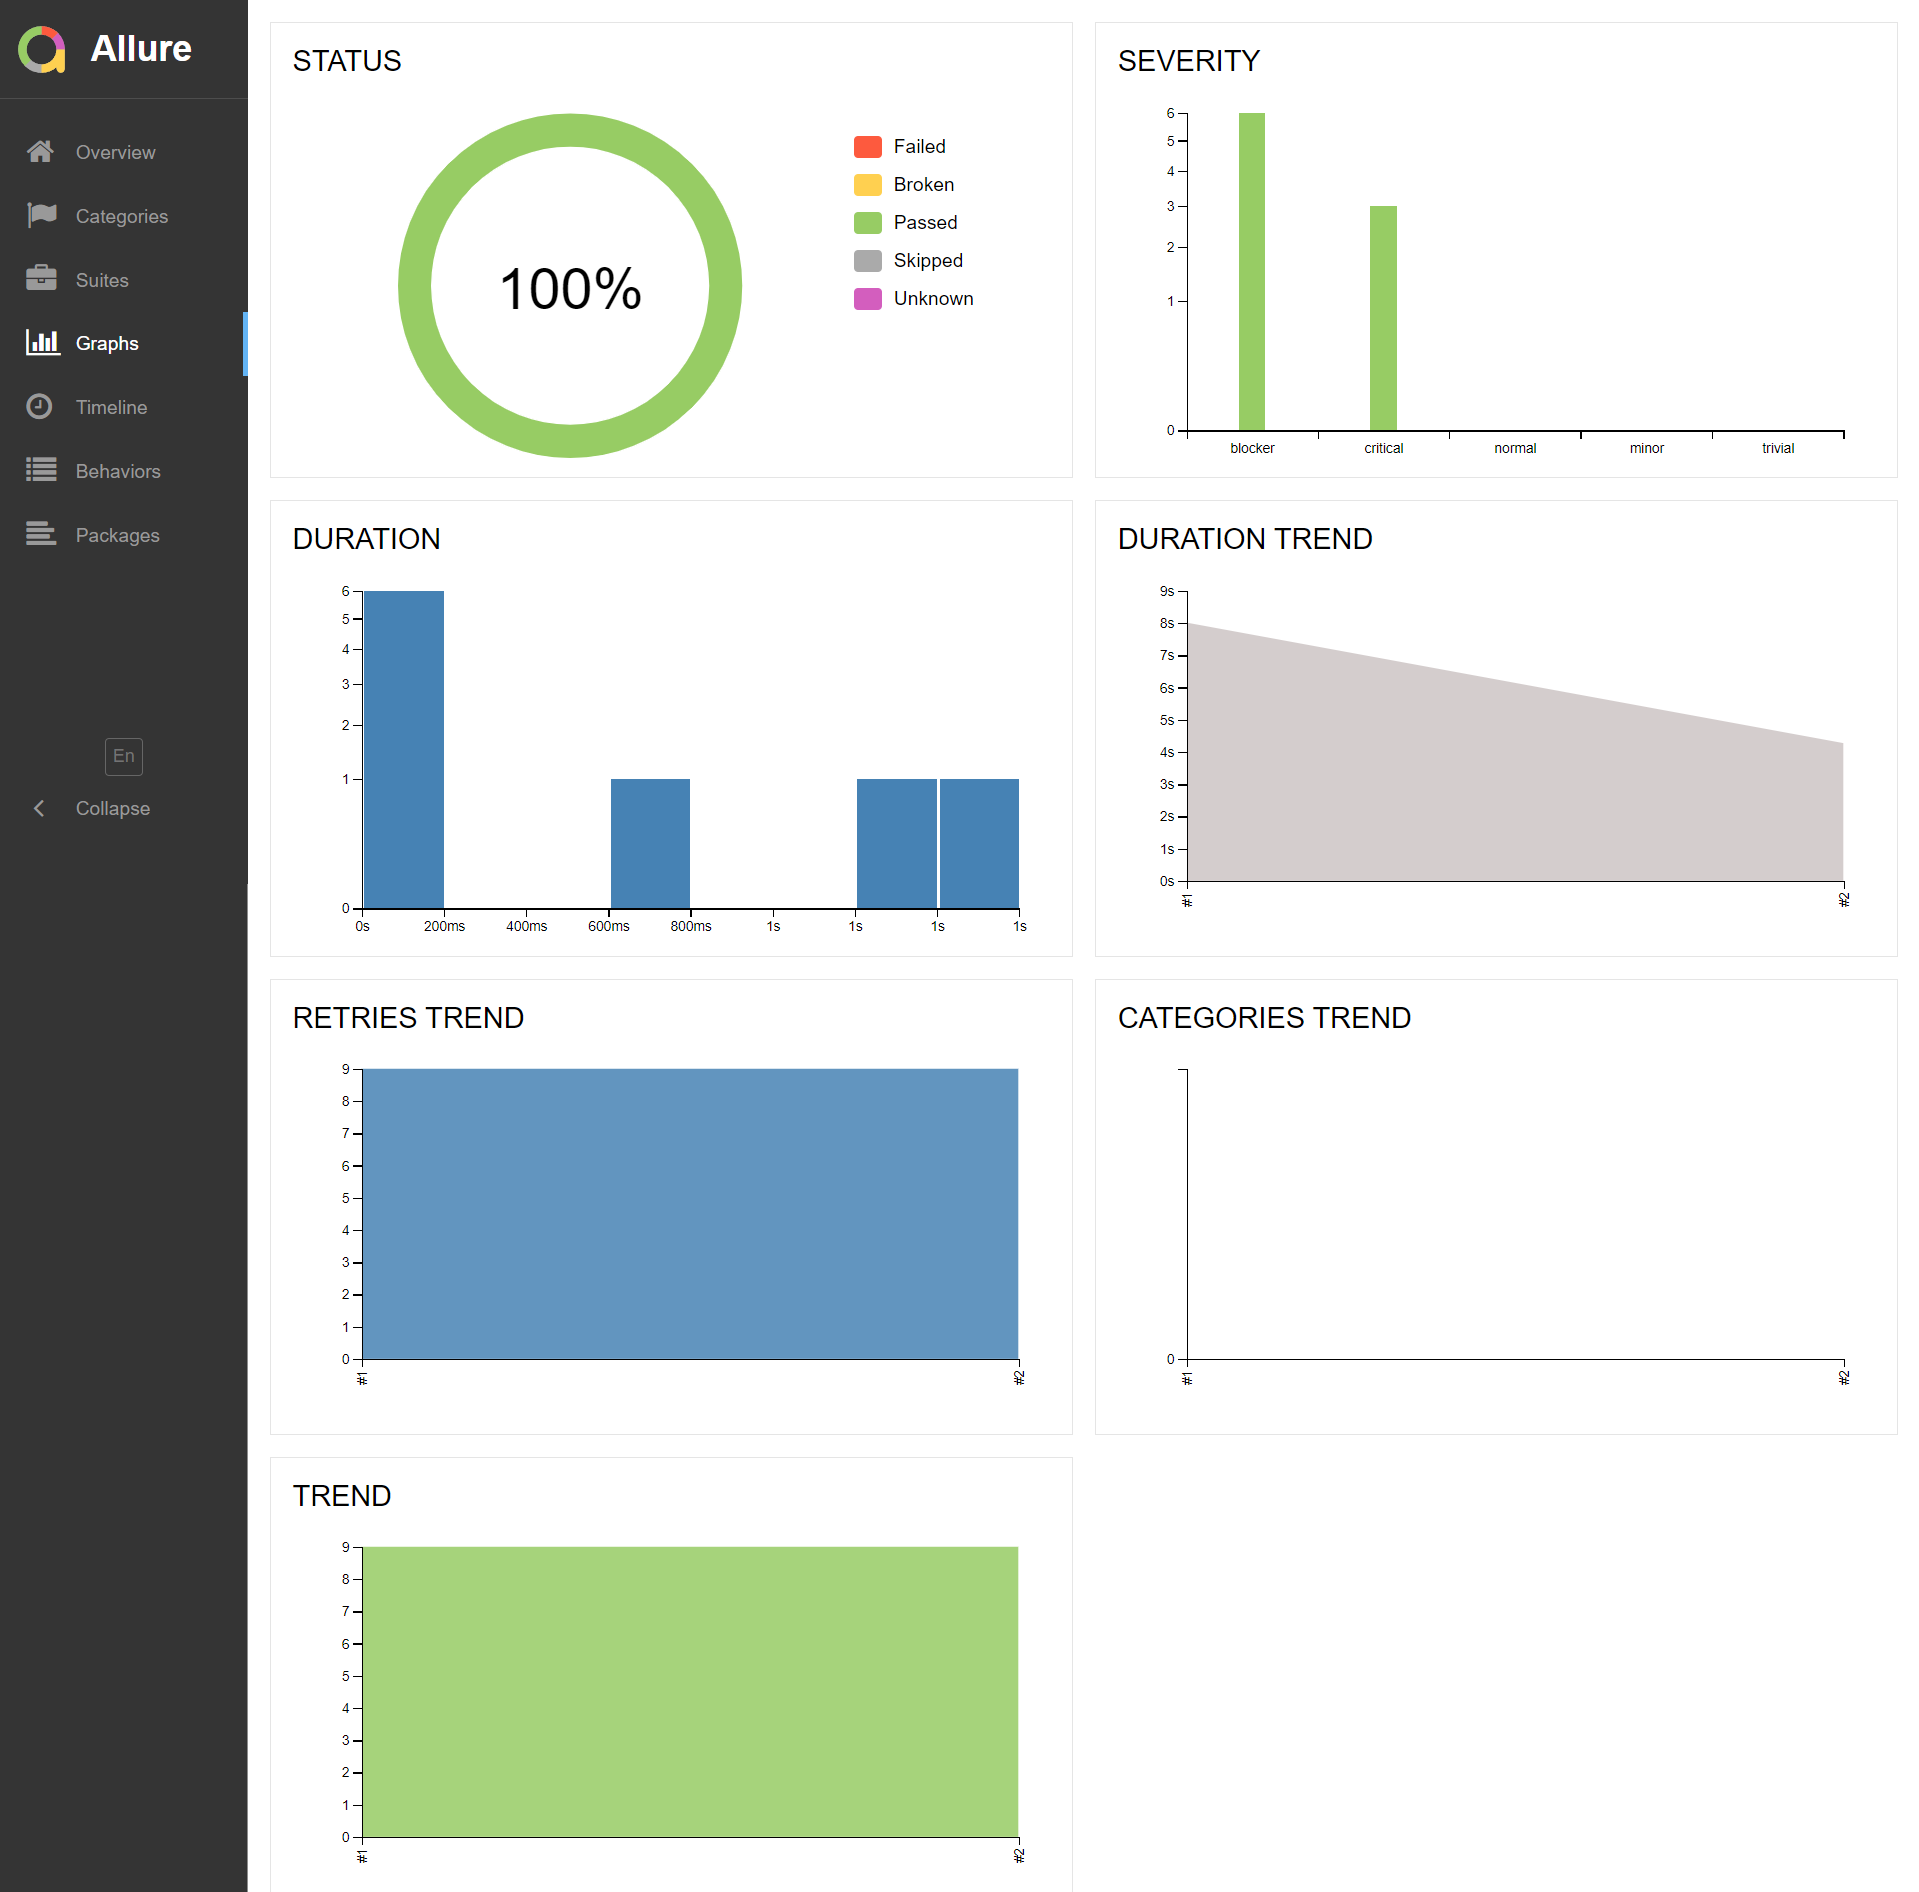 Allure
Overview
Categories
Suites
Graphs
Timeline
Behaviors
Packages
En
Collapse
STATUS
100%
Failed
Broken
Passed
Skipped
Unknown
SEVERITY
6
5
4
3
2
1
0
blocker critical normal minor trivial
DURATION
6
5
4
3
2
1
0
0s 200ms 400ms 600ms 800ms 1s 1s 1s 1s
DURATION TREND
9s
8s
7s
6s
5s
4s
3s
2s
1s
0s
#1 #2
RETRIES TREND
9
8
7
6
5
4
3
2
1
0
#1 #2
CATEGORIES TREND
0
#1 #2
TREND
9
8
7
6
5
4
3
2
1
0
#1 #2